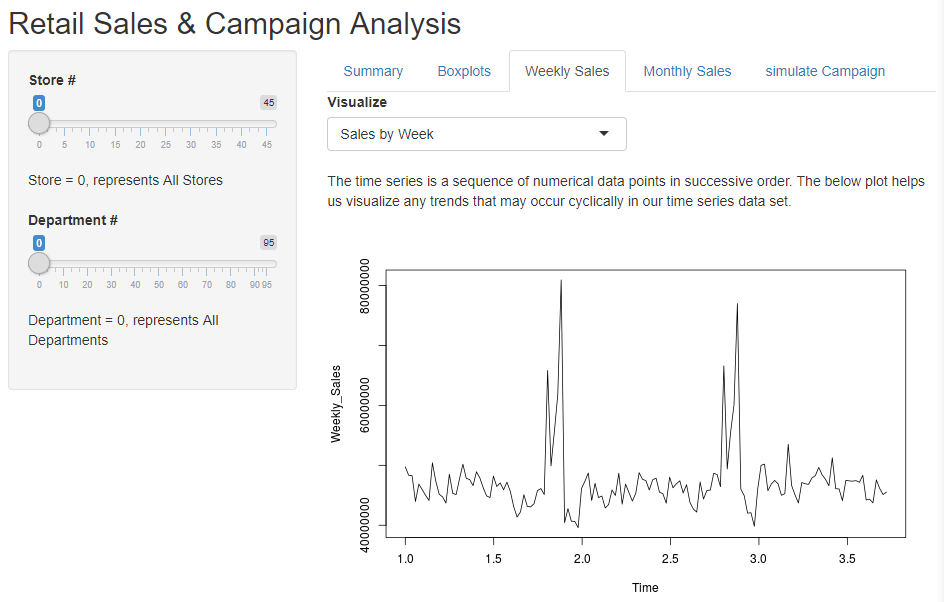 Retail Sales & Campaign Analysis
Store #
0 45
0 5 10 15 20 25 30 35 40 45
Store = 0, represents All Stores
Department #
0 95
0 10 20 30 40 50 60 70 80 90 95
Department = 0, represents All
Departments
Summary Boxplots Weekly Sales Monthly Sales simulate Campaign
Visualize
Sales by Week
The time series is a sequence of numerical data points in successive order. The below plot helps
us visualize any trends that may occur cyclically in our time series data set.
Weekly_Sales
80000000
60000000
40000000
1.0 1.5 2.0 2.5 3.0 3.5
Time